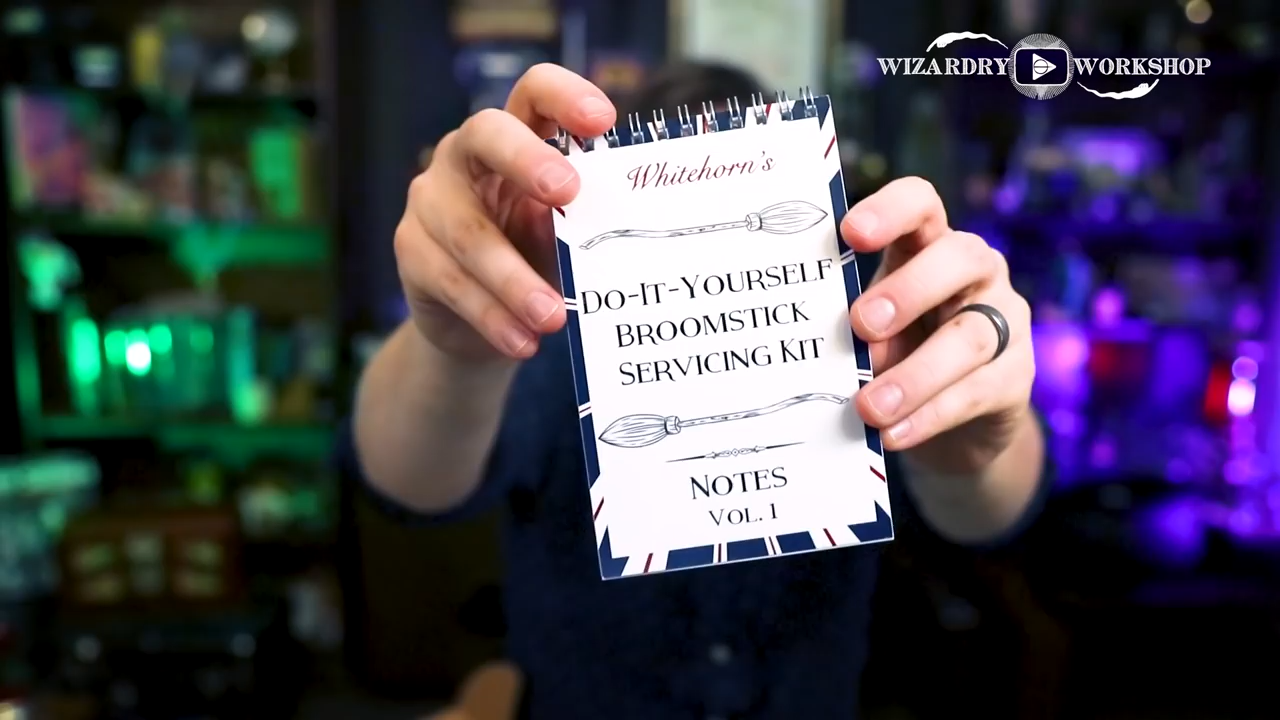 WIZARDRY WORKSHOP
Whitehorn's
DO-IT-YOURSELF
BROOMSTICK
SERVICING KIT
NOTES
VOL. 1